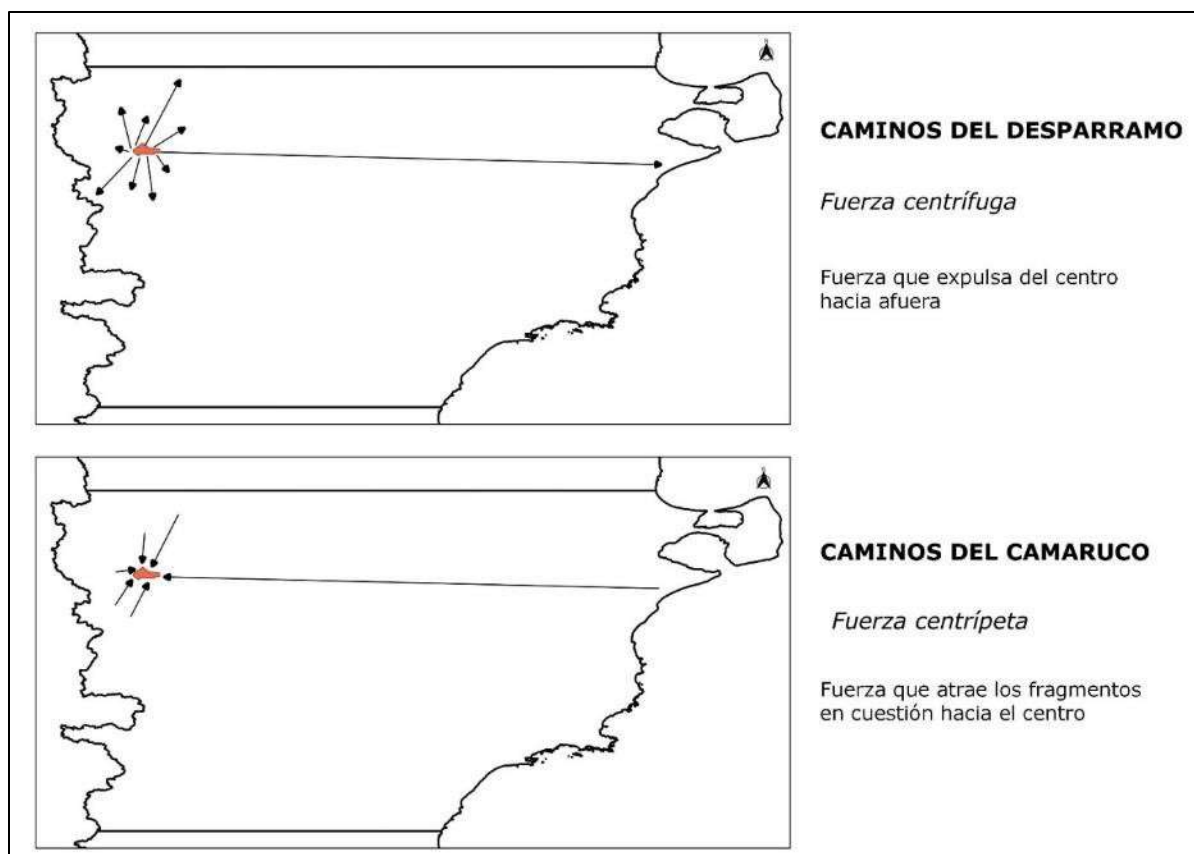 CAMINOS DEL DESPARRAMO
Fuerza centrífuga
Fuerza que expulsa del centro
hacia afuera
CAMINOS DEL CAMARUCO
Fuerza centrípeta
Fuerza que atrae los fragmentos
en cuestión hacia el centro